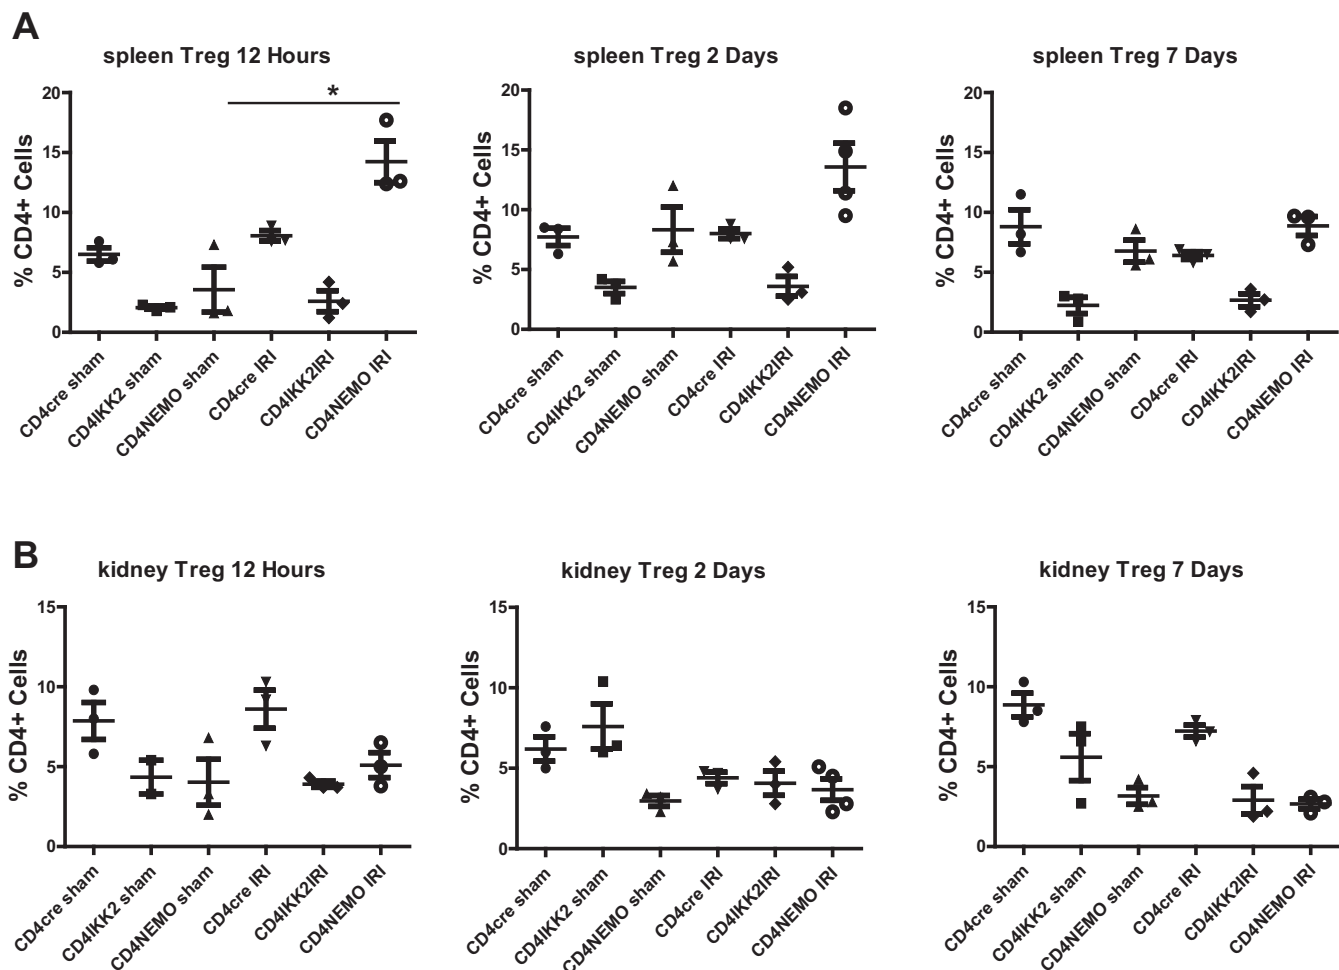 A
spleen Treg 12 Hours
% CD4+ Cells
20
15
10
5
0
*
CD4cre sham
CD4IKK2 sham
CD4NEMO sham
CD4cre IRI
CD4IKK2IRI
CD4NEMO IRI
spleen Treg 2 Days
% CD4+ Cells
20
15
10
5
0
CD4cre sham
CD4IKK2 sham
CD4NEMO sham
CD4cre IRI
CD4IKK2IRI
CD4NEMO IRI
spleen Treg 7 Days
% CD4+ Cells
20
15
10
5
0
CD4cre sham
CD4IKK2 sham
CD4NEMO sham
CD4cre IRI
CD4IKK2IRI
CD4NEMO IRI
B
kidney Treg 12 Hours
% CD4+ Cells
15
10
5
0
CD4cre sham
CD4IKK2 sham
CD4NEMO sham
CD4cre IRI
CD4IKK2IRI
CD4NEMO IRI
kidney Treg 2 Days
% CD4+ Cells
15
10
5
0
CD4cre sham
CD4IKK2 sham
CD4NEMO sham
CD4cre IRI
CD4IKK2IRI
CD4NEMO IRI
kidney Treg 7 Days
% CD4+ Cells
15
10
5
0
CD4cre sham
CD4IKK2 sham
CD4NEMO sham
CD4cre IRI
CD4IKK2IRI
CD4NEMO IRI